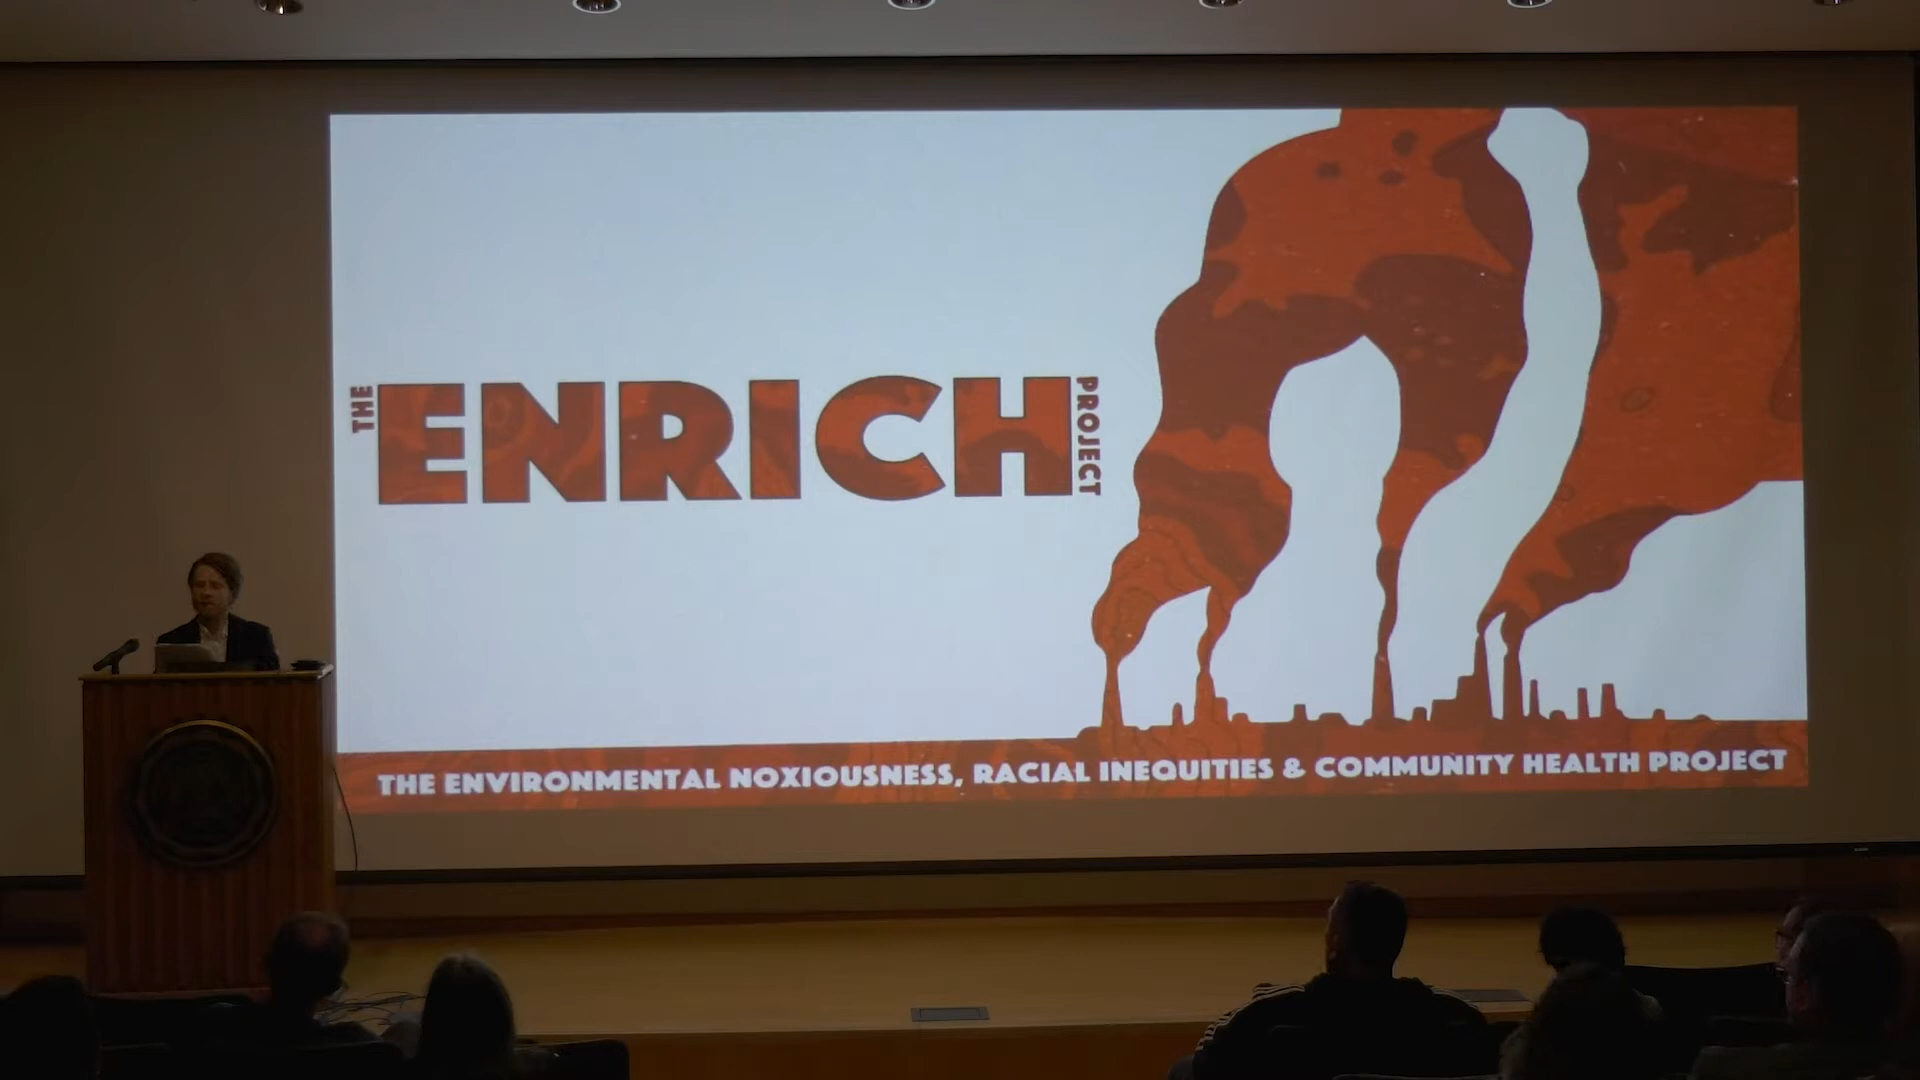 THE
ENRICH
PROJECT
THE ENVIRONMENTAL NOXIOUSNESS, RACIAL INEQUITIES & COMMUNITY HEALTH PROJECT